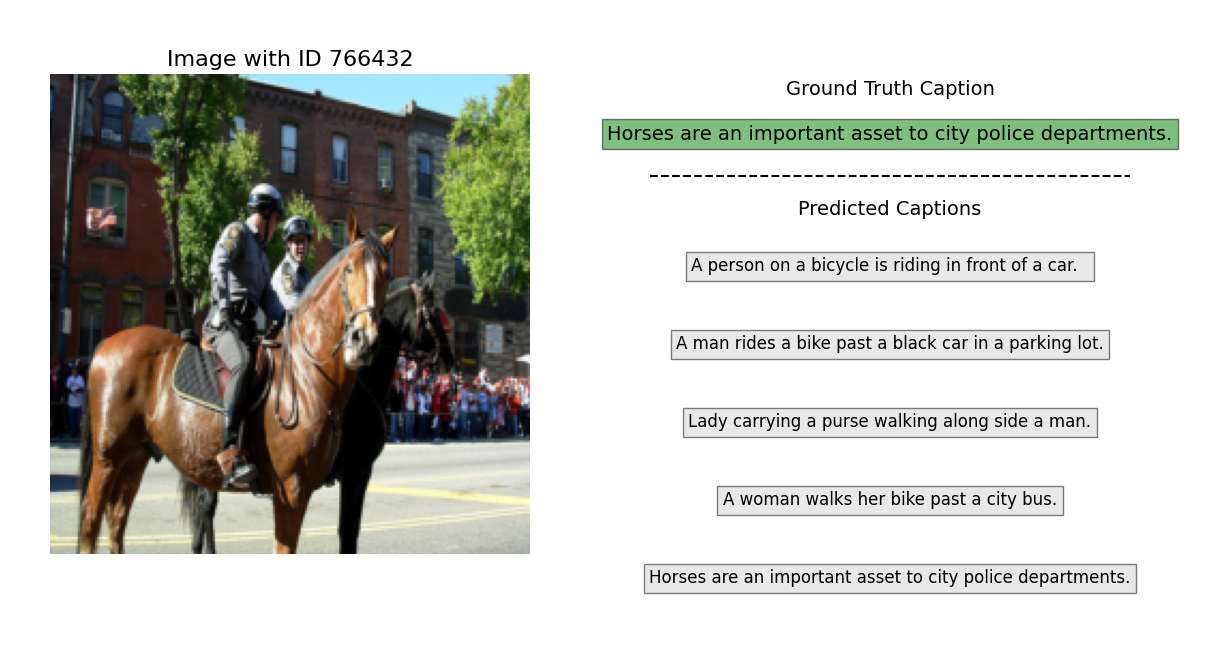 Image with ID 766432
Ground Truth Caption
Horses are an important asset to city police departments.
Predicted Captions
A person on a bicycle is riding in front of a car.
A man rides a bike past a black car in a parking lot.
Lady carrying a purse walking along side a man.
A woman walks her bike past a city bus.
Horses are an important asset to city police departments.